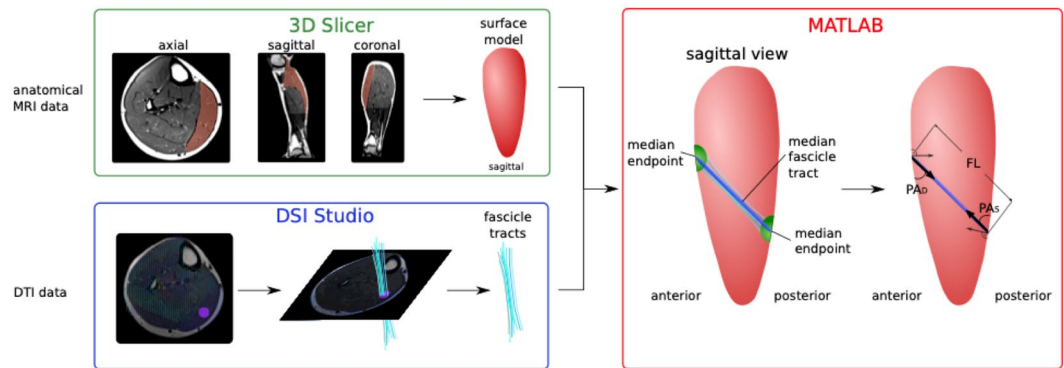 3D Slicer
axial
sagittal
coronal
surface
model
anatomical
MRI data
sagittal
DSI Studio
fascicle
tracts
DTI data
MATLAB
sagittal view
median
endpoint
median
fascicle
tract
median
endpoint
anterior
posterior
FL
PAD
PAS
anterior
posterior